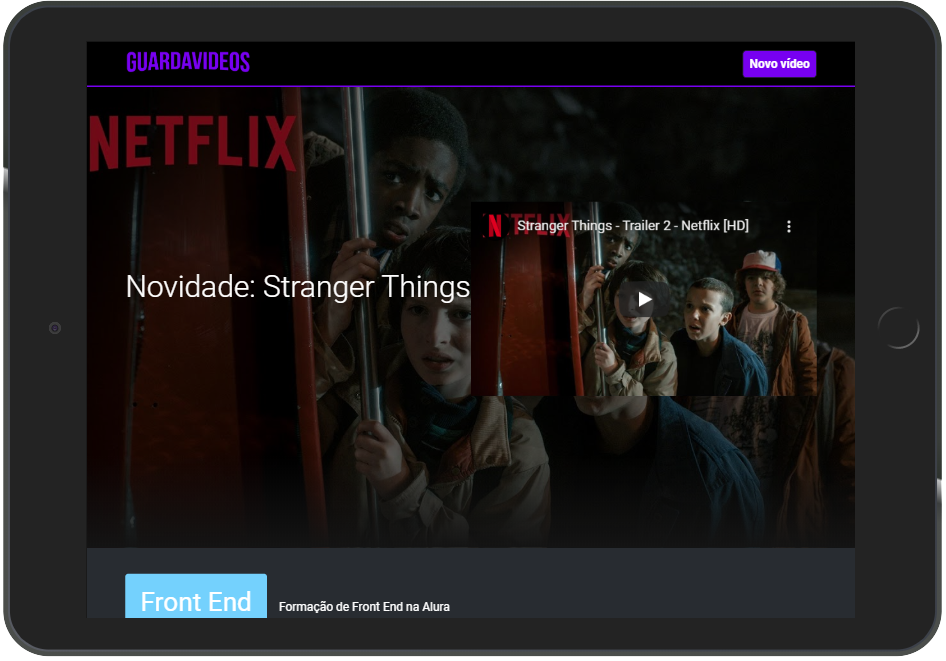 GUARDAVIDEOS
Novo vídeo
NETFLIX
NETFLIX
Stranger Things - Trailer 2 - Netflix [HD]
Novidade: Stranger Things
Front End
Formação de Front End na Alura